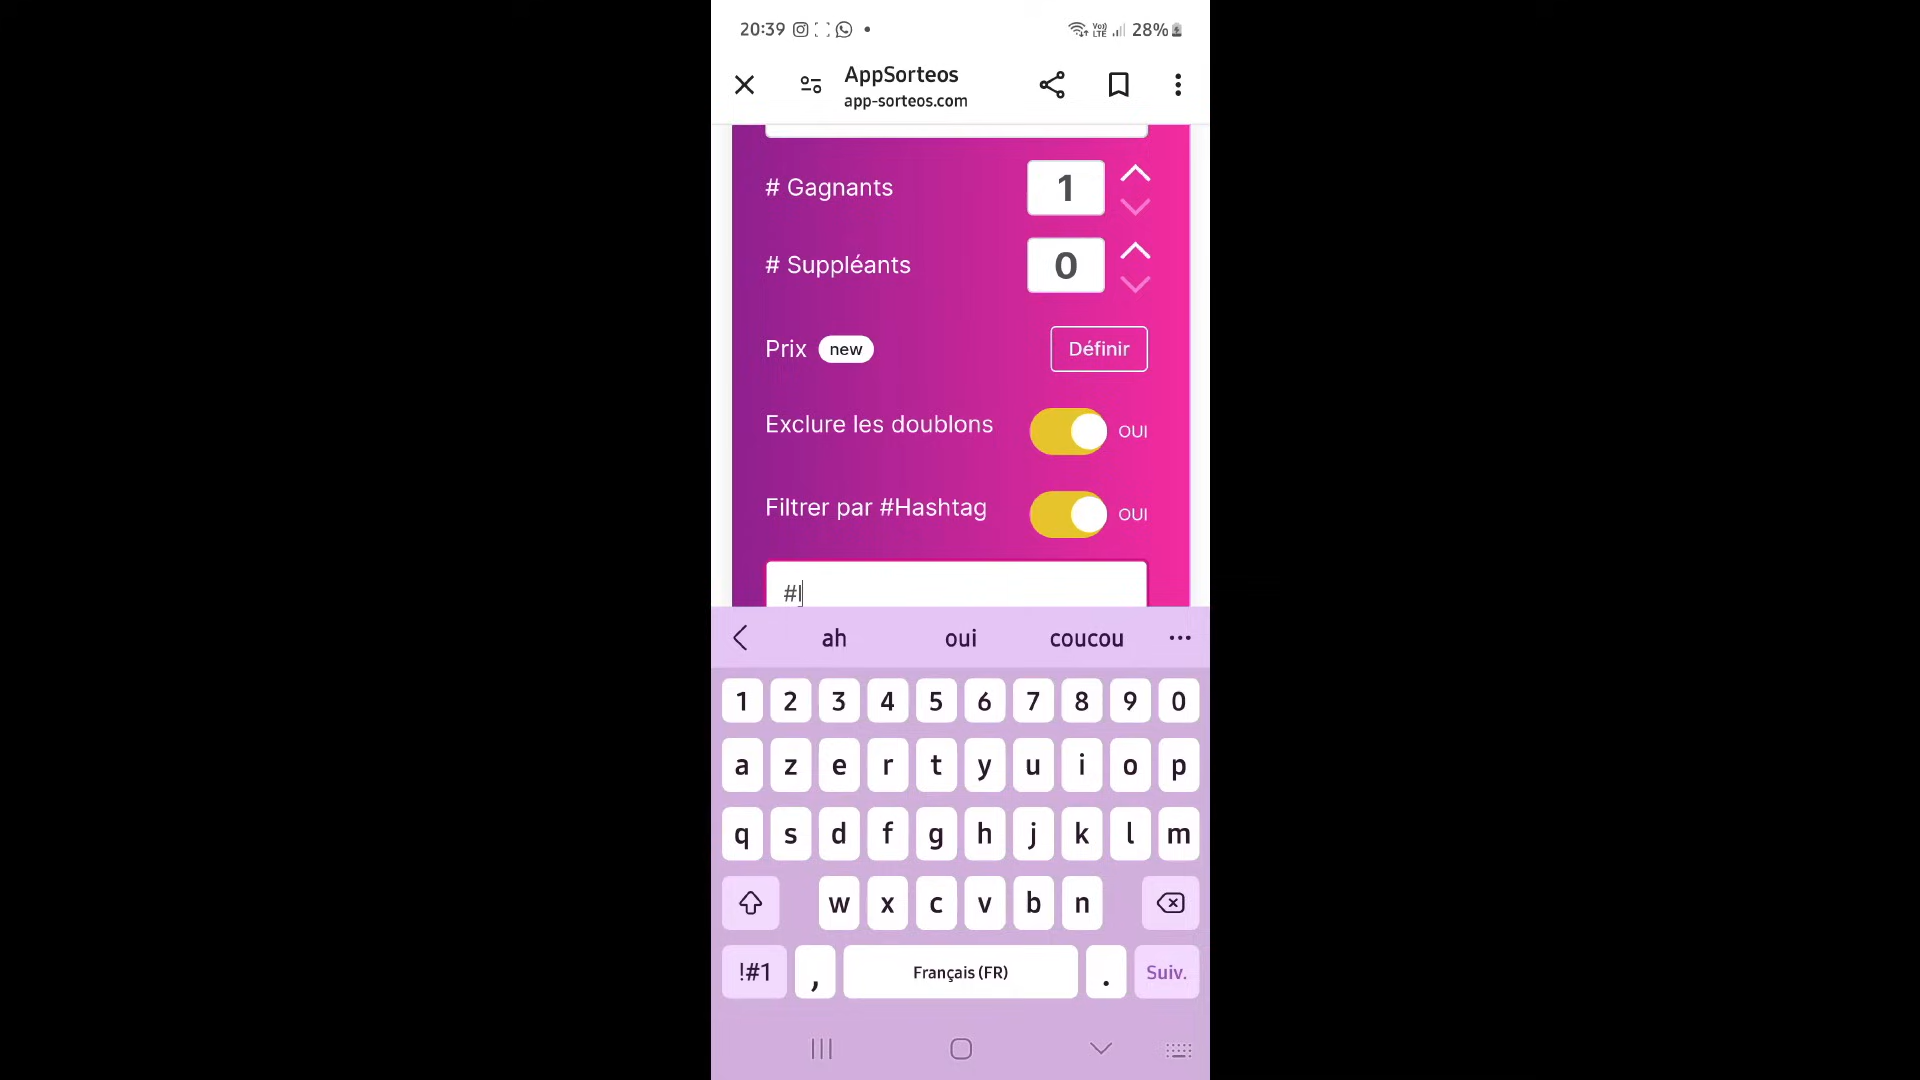 20:39 Vo) LTE 28%
AppSorteos
app-sorteos.com
# Gagnants 1
# Suppléants 0
Prix new Définir
Exclure les doublons OUI
Filtrer par #Hashtag OUI
#l
ah oui coucou
1 2 3 4 5 6 7 8 9 0
a z e r t y u i o p
q s d f g h j k l m
w x c v b n
!#1 , Français (FR) . Suiv.